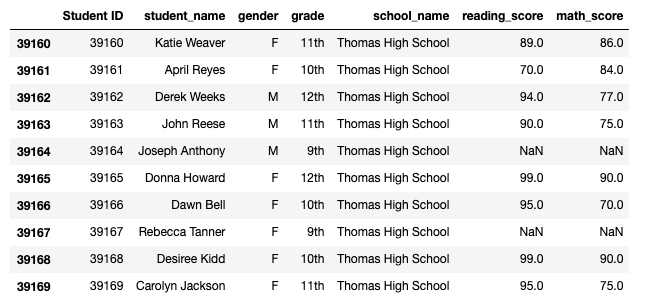 Student ID student_name gender grade school_name reading_score math_score
39160 39160 Katie Weaver F 11th Thomas High School 89.0 86.0
39161 39161 April Reyes F 10th Thomas High School 70.0 84.0
39162 39162 Derek Weeks M 12th Thomas High School 94.0 77.0
39163 39163 John Reese M 11th Thomas High School 90.0 75.0
39164 39164 Joseph Anthony M 9th Thomas High School NaN NaN
39165 39165 Donna Howard F 12th Thomas High School 99.0 90.0
39166 39166 Dawn Bell F 10th Thomas High School 95.0 70.0
39167 39167 Rebecca Tanner F 9th Thomas High School NaN NaN
39168 39168 Desiree Kidd F 10th Thomas High School 99.0 90.0
39169 39169 Carolyn Jackson F 11th Thomas High School 95.0 75.0